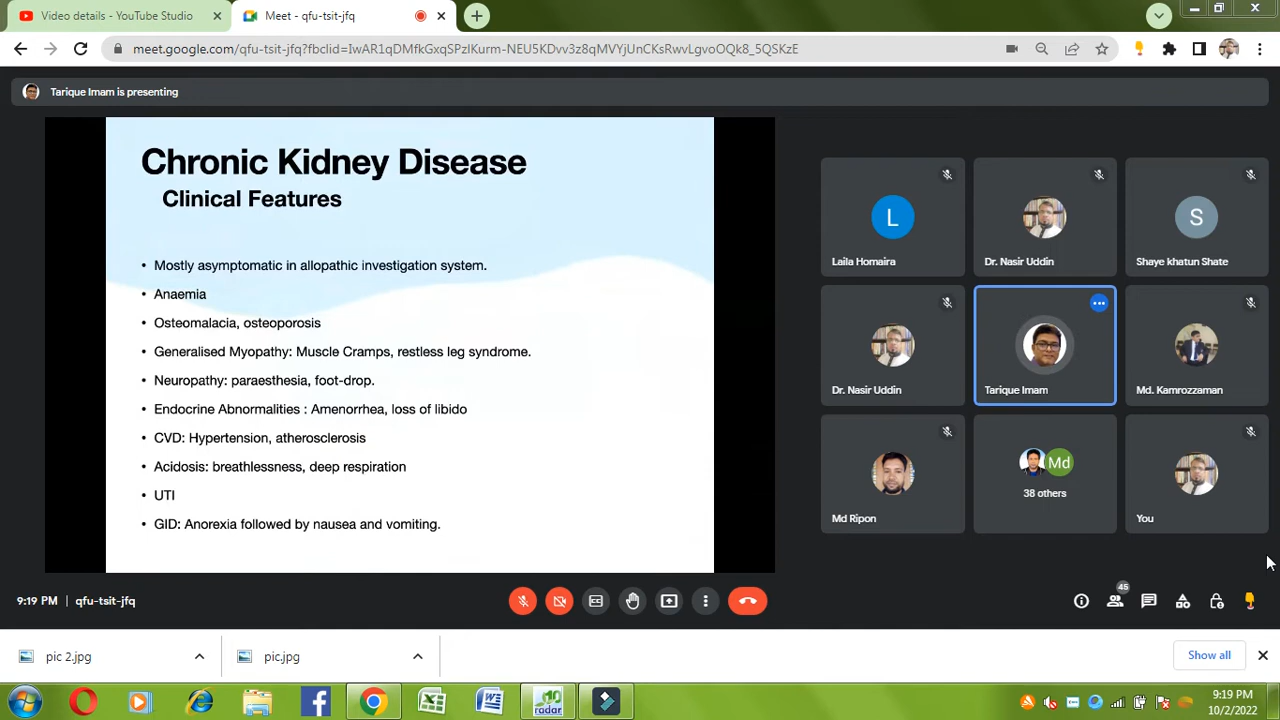 Video details - YouTube Studio
Meet - qfu-tsit-jfq
meet.google.com/qfu-tsit-jfq?fbclid=IwAR1qDMfkGxqSPzlKurm-NEU5KDvv3z8qMVYjUnCKsRwvLgvoOQk8_5QSKzE
Tarique Imam is presenting
Chronic Kidney Disease
Clinical Features
• Mostly asymptomatic in allopathic investigation system.
• Anaemia
• Osteomalacia, osteoporosis
• Generalised Myopathy: Muscle Cramps, restless leg syndrome.
• Neuropathy: paraesthesia, foot-drop.
• Endocrine Abnormalities : Amenorrhea, loss of libido
• CVD: Hypertension, atherosclerosis
• Acidosis: breathlessness, deep respiration
• UTI
• GID: Anorexia followed by nausea and vomiting.
L
Laila Homaira
Dr. Nasir Uddin
S
Shaye khatun Shate
Dr. Nasir Uddin
Tarique Imam
Md. Kamrozzaman
Md Ripon
Md
38 others
You
9:19 PM | qfu-tsit-jfq
45
pic 2.jpg
pic.jpg
Show all
10
radar
9:19 PM
10/2/2022